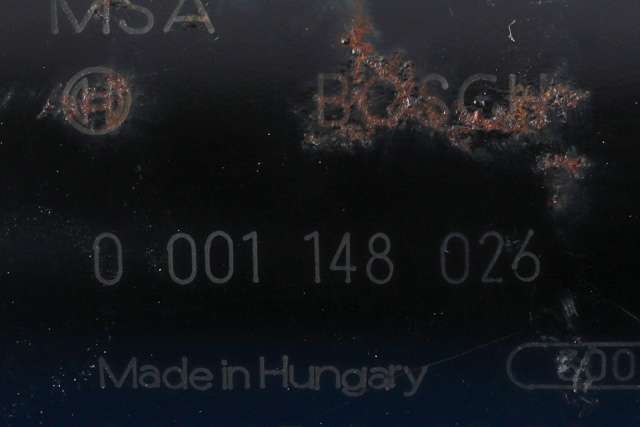 MSA
BOSCH
0 001 148 026
Made in Hungary